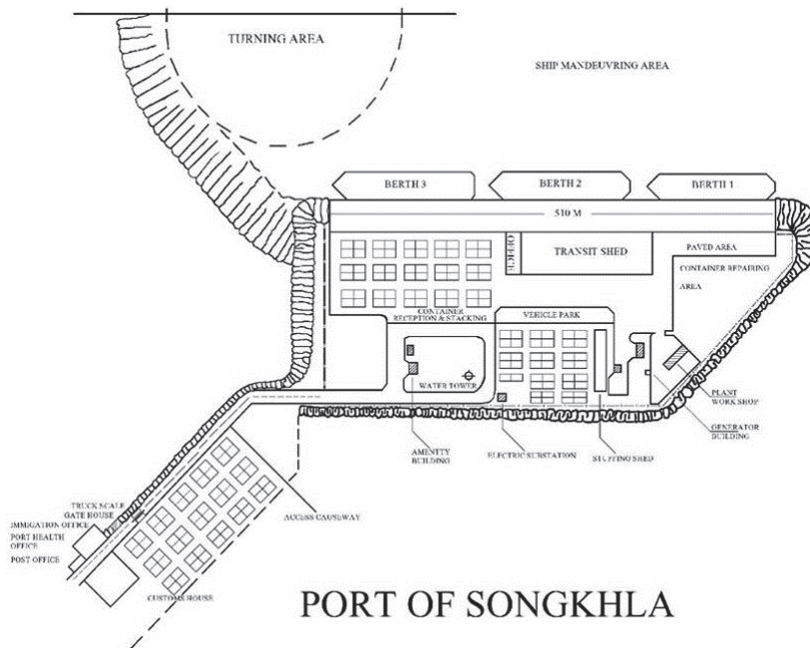 TURNING AREA
SHIP MANDEUVRING AREA
BERTH 3
BERTH 2
BERTH 1
510 M
OFFICE
TRANSIT SHED
PAVED AREA
CONTAINER REPAIRING
AREA
CONTAINER
RECEPTION & STACKING
VEHICLE PARK
WATER TOWER
PLANT
WORK SHOP
GENERATOR
BUILDING
AMENITY
BUILDING
ELECTRIC SUBSTATION
STUFFING SHED
TRUCK SCALE
GATE HOUSE
IMMIGATION OFFICE
PORT HEALTH
OFFICE
POST OFFICE
ACCESS CAUSEWAY
CUSTOMS HOUSE
PORT OF SONGKHLA